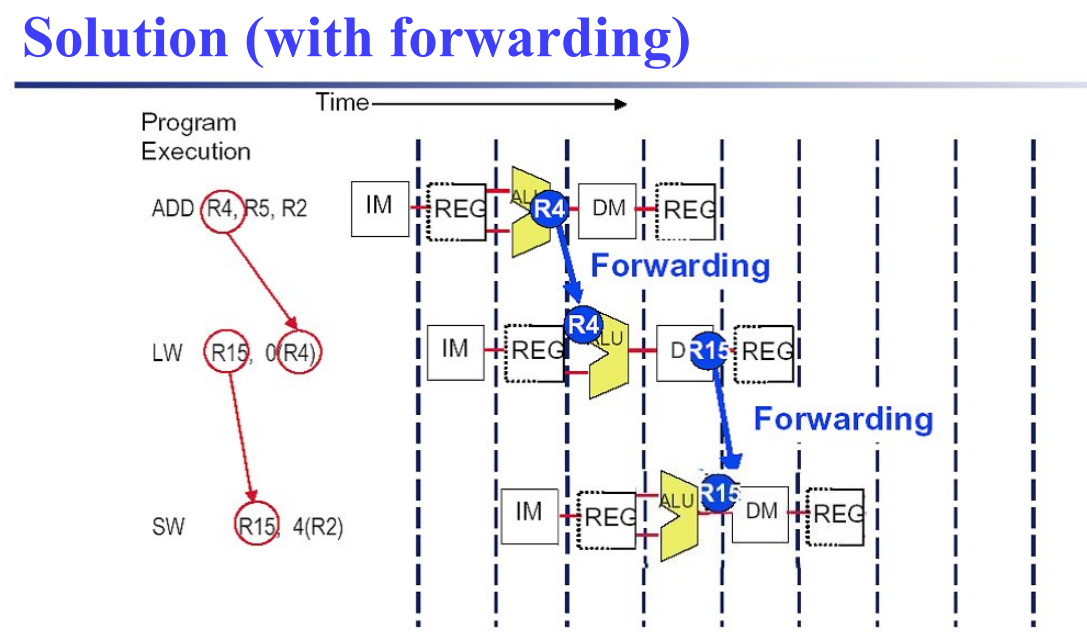 Solution (with forwarding)
Time
Program
Execution
ADD R4, R5, R2
IM
REG
ALU
R4
DM
REG
Forwarding
LW R15, 0(R4)
IM
REG
R4
ALU
D
R15
REG
Forwarding
SW R15, 4(R2)
IM
REG
ALU
R15
DM
REG